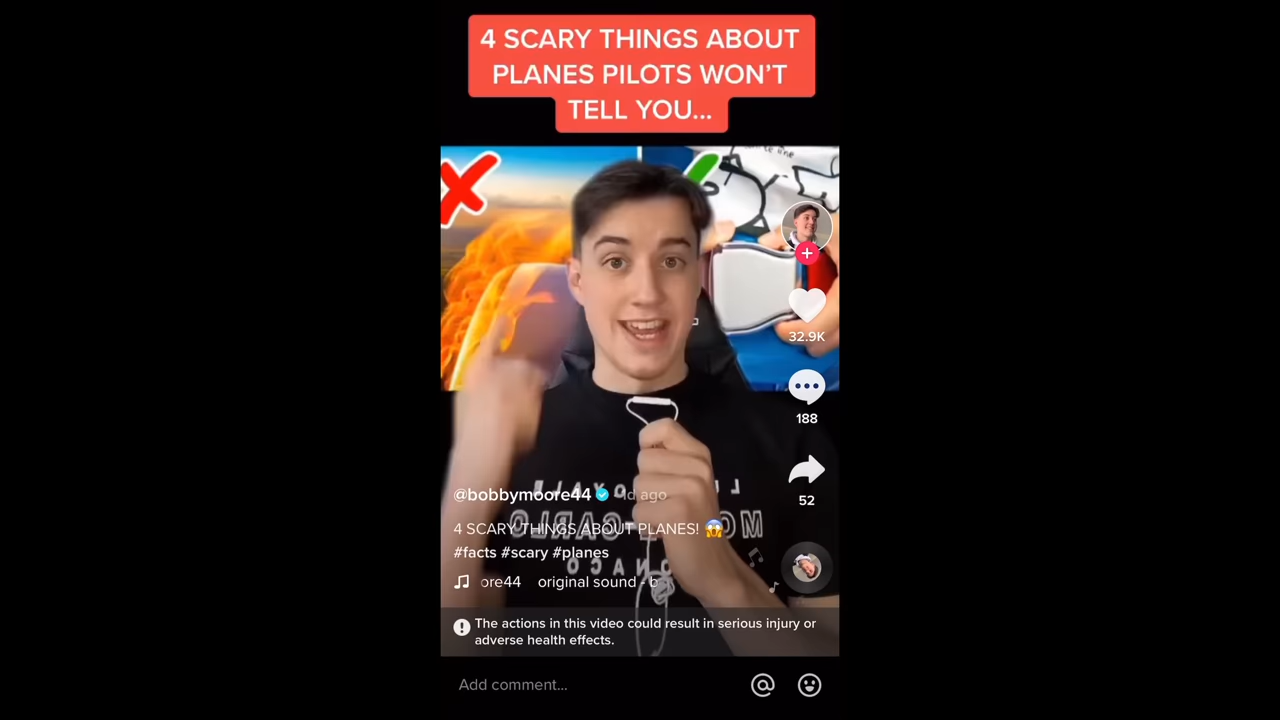 4 SCARY THINGS ABOUT
PLANES PILOTS WON'T
TELL YOU...
32.9K
188
52
@bobbymoore44 · 1d ago
4 SCARY THINGS ABOUT PLANES! 😱
#facts #scary #planes
ore44 original sound - b
The actions in this video could result in serious injury or
adverse health effects.
Add comment...